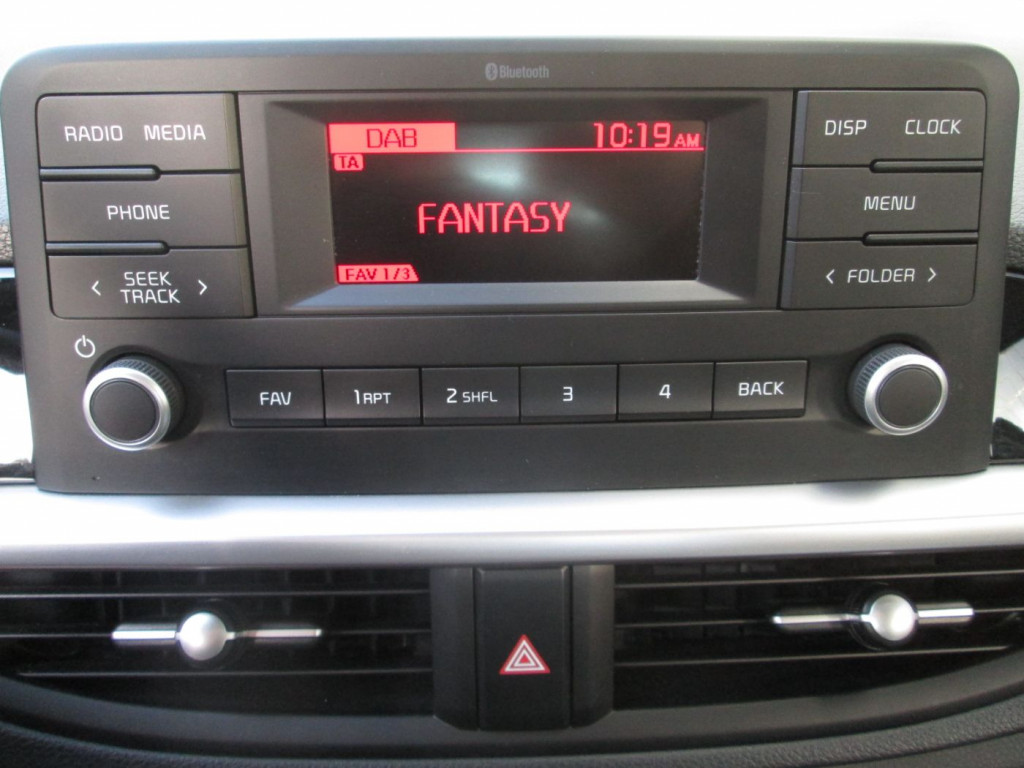 Bluetooth
RADIO MEDIA
DAB 10:19 AM
DISP CLOCK
TA
PHONE
FANTASY
MENU
< SEEK TRACK >
FAV 1/3
< FOLDER >
FAV
1 RPT
2 SHFL
3
4
BACK